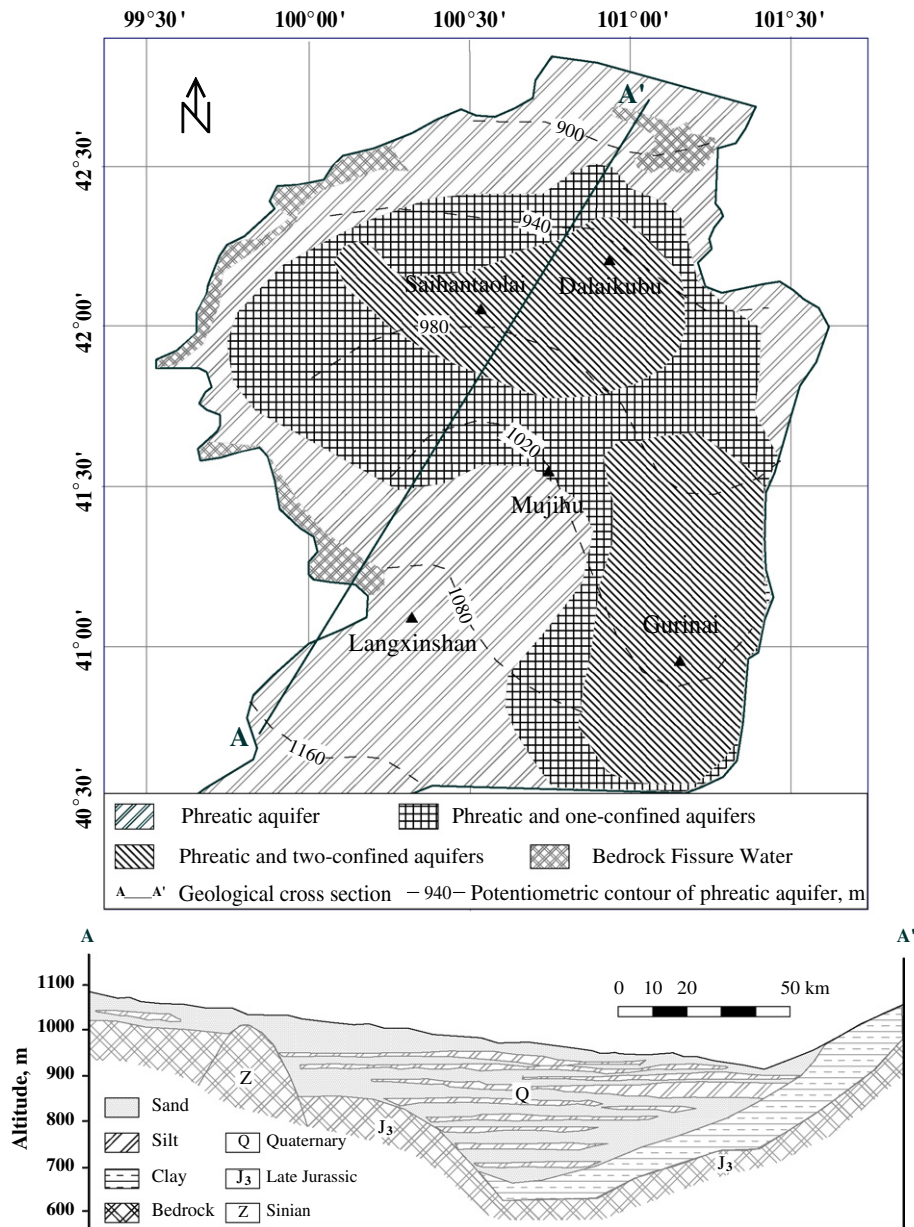 99°30' 100°00' 100°30' 101°00' 101°30'
A'
900
42°30'
940
Saihantaolai Dalaikubu
42°00'
980
1020
41°30'
Mujihu
1080
Gurinai
41°00'
Langxinshan
A
1160
40°30'
Phreatic aquifer Phreatic and one-confined aquifers
Phreatic and two-confined aquifers Bedrock Fissure Water
A A' Geological cross section –940– Potentiometric contour of phreatic aquifer, m
A A'
1100
0 10 20 50 km
1000
900
Z
Q
800
Sand
Silt Q Quaternary J3
700
Clay J3 Late Jurassic J3
600
Bedrock Z Sinian
Altitude, m